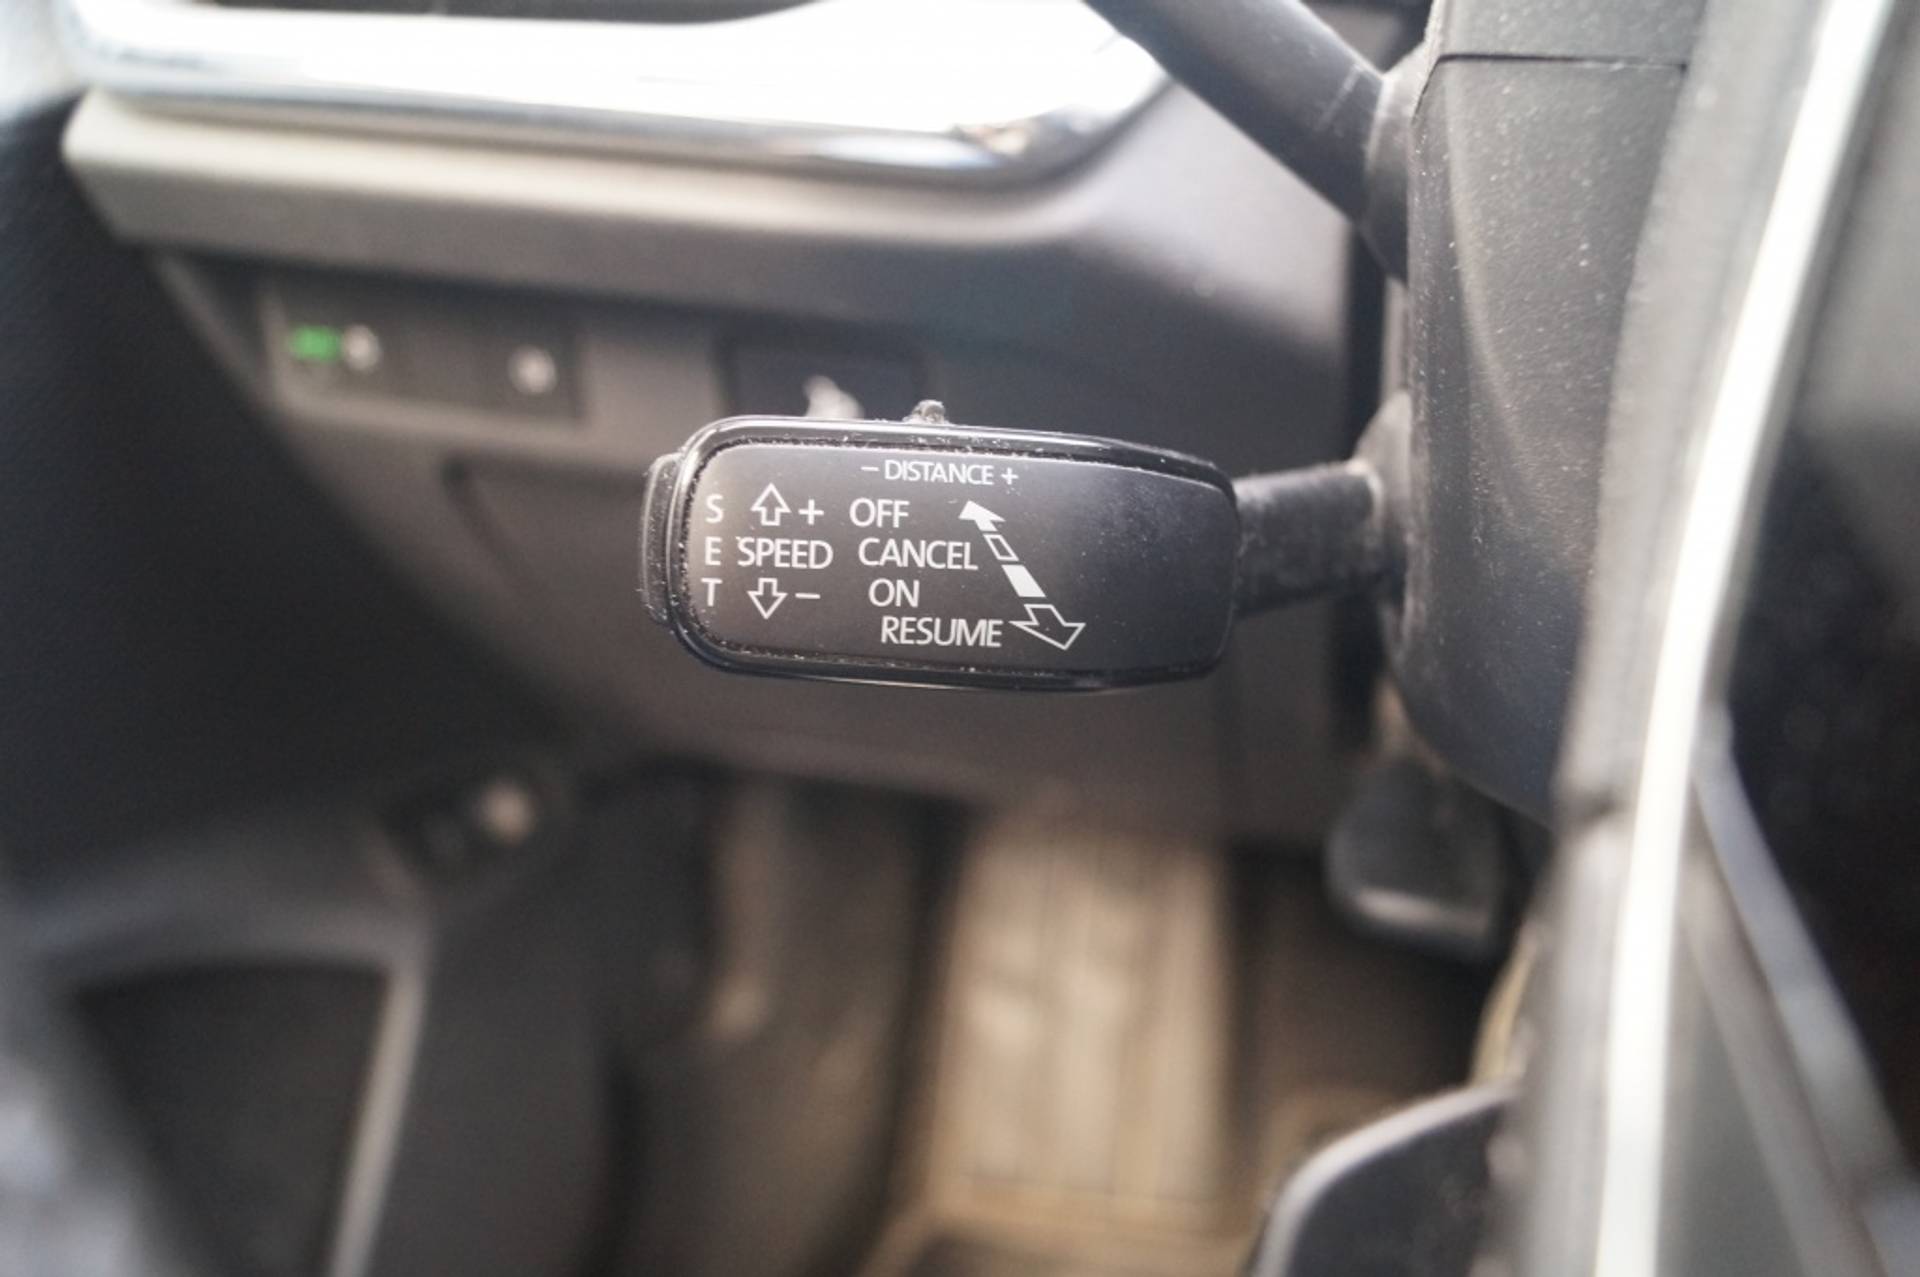 – DISTANCE +
S + OFF
E SPEED CANCEL
T – ON
RESUME